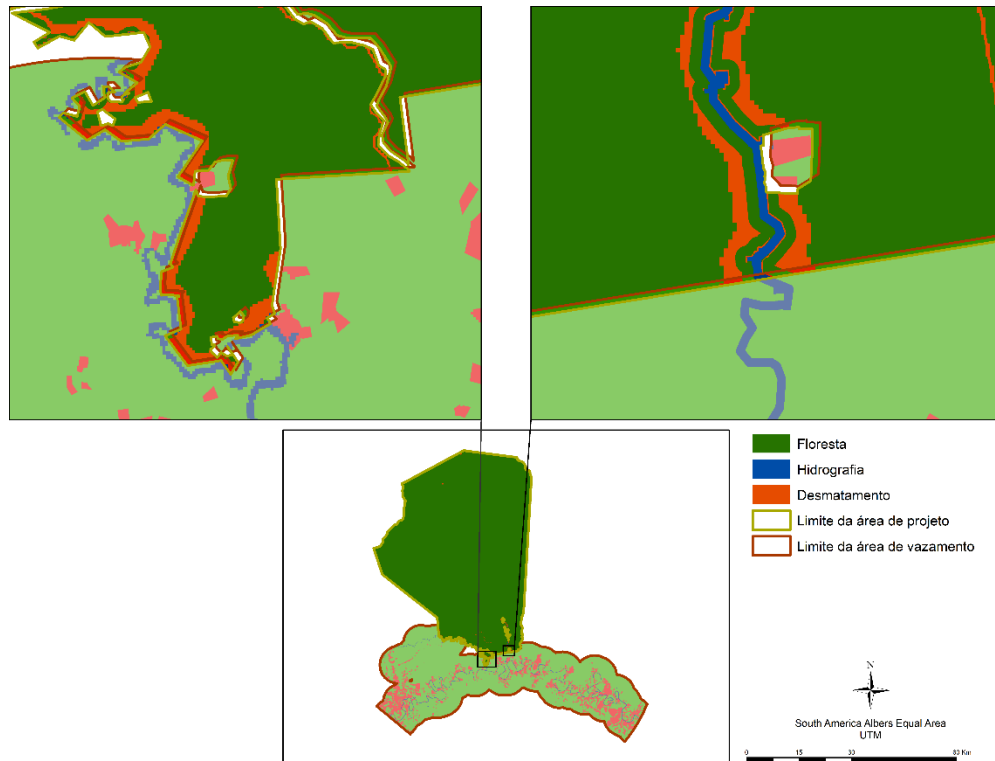 Floresta
Hidrografia
Desmatamento
Limite da área de projeto
Limite da área de vazamento
N
South America Albers Equal Area
UTM
0 15 30 60 Km